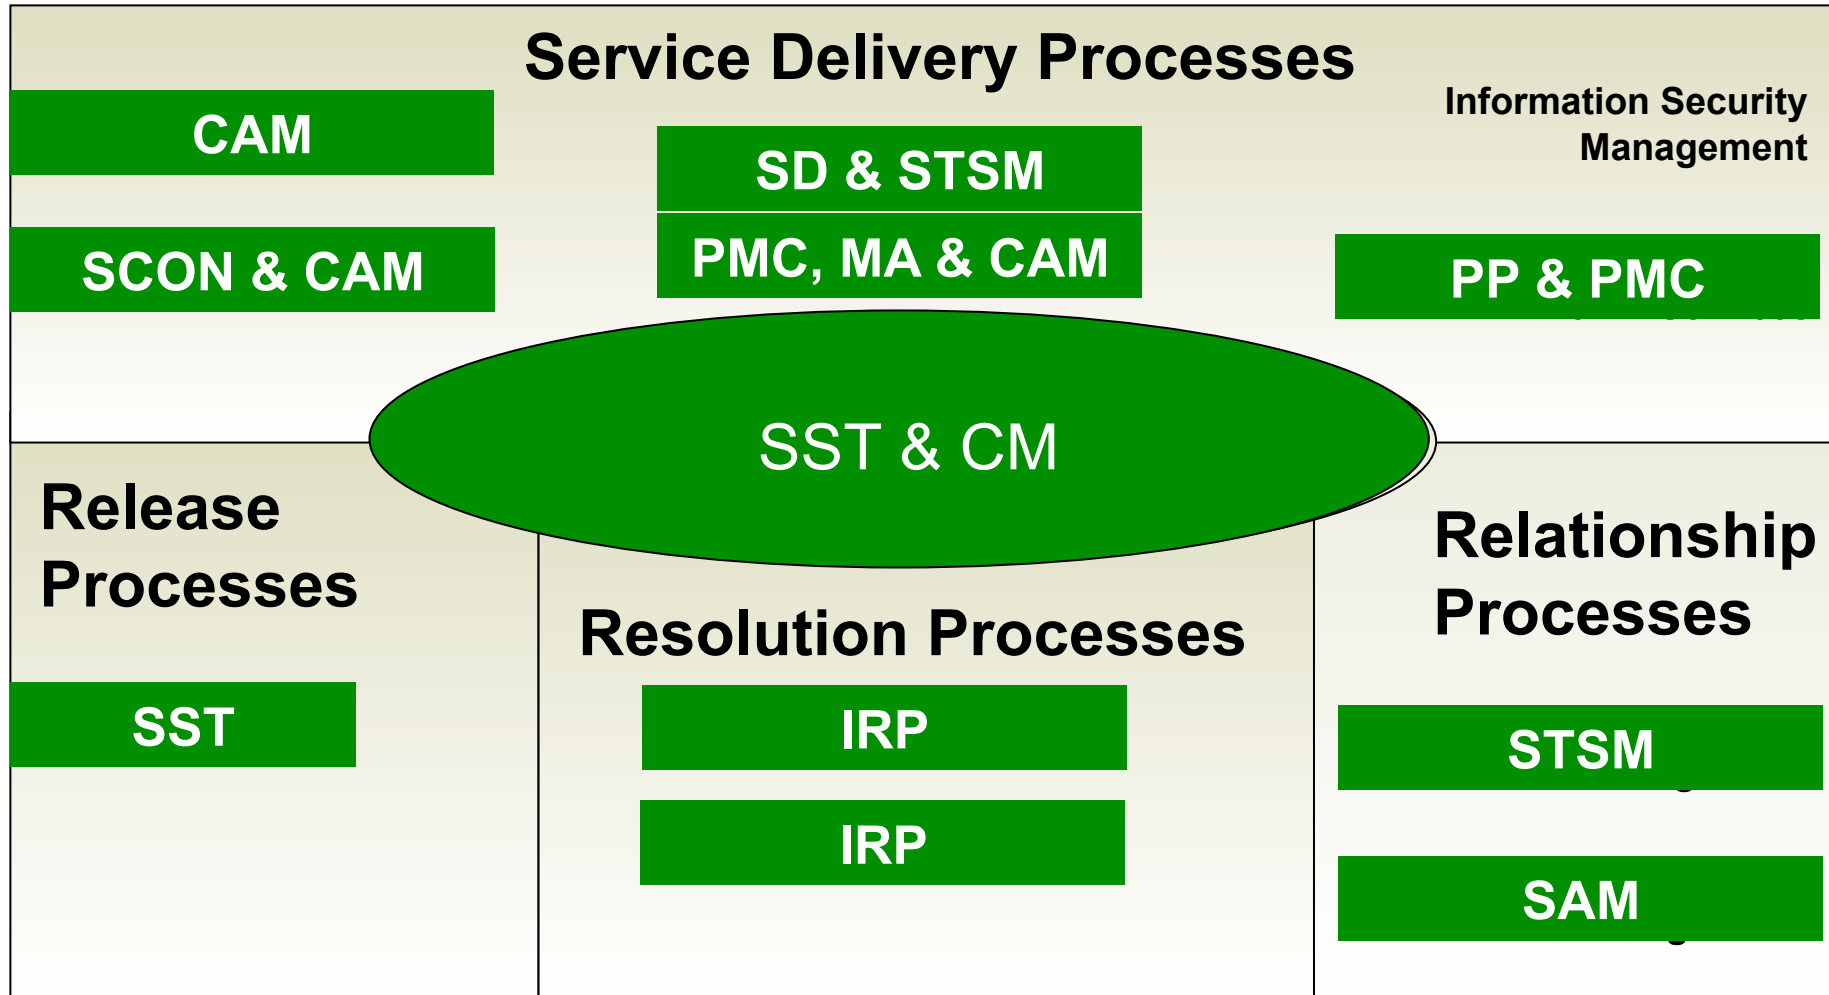 Service Delivery Processes
CAM
SCON & CAM
SD & STSM
PMC, MA & CAM
Information Security
Management
PP & PMC
SST & CM
Release
Processes
SST
Resolution Processes
IRP
IRP
Relationship
Processes
STSM
SAM